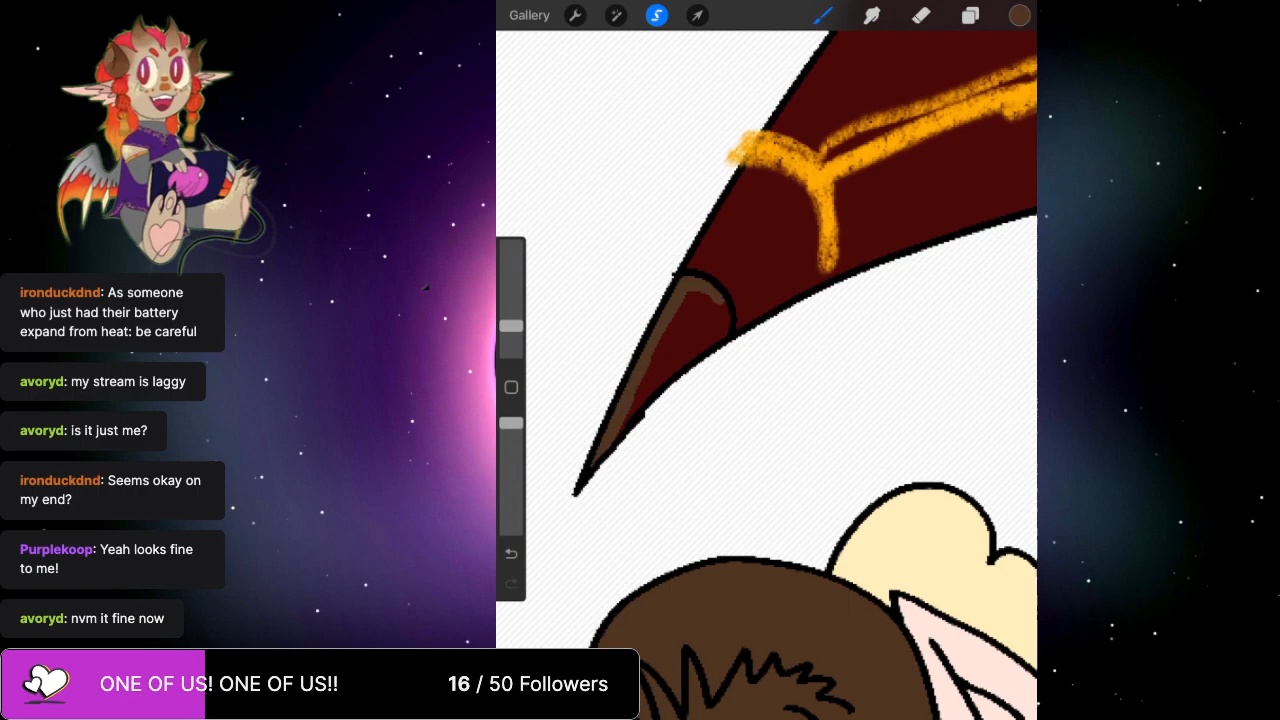 Gallery
ironduckdnd: As someone
who just had their battery
expand from heat: be careful
avoryd: my stream is laggy
avoryd: is it just me?
ironduckdnd: Seems okay on
my end?
Purplekoop: Yeah looks fine
to me!
avoryd: nvm it fine now
ONE OF US! ONE OF US!! 16 / 50 Followers